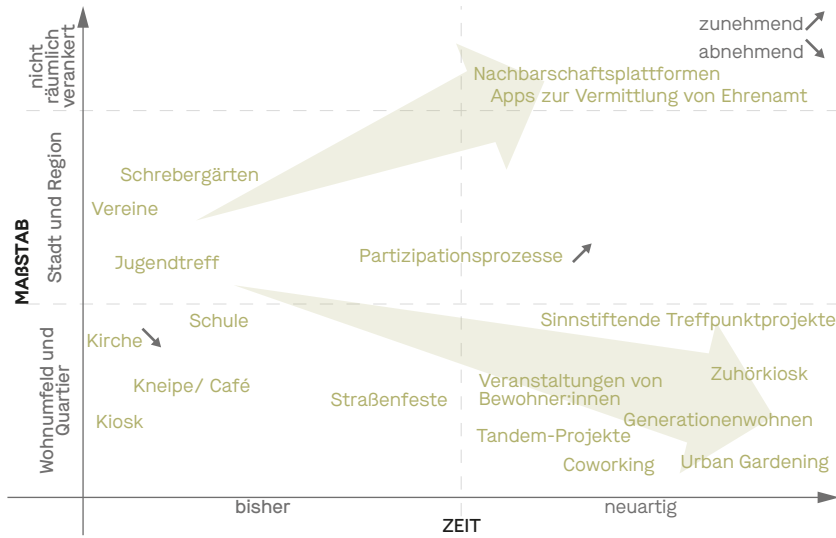 zunehmend
abnehmend
nicht
räumlich
verankert
Nachbarschaftsplattformen
Apps zur Vermittlung von Ehrenamt
MAßSTAB
Stadt und Region
Schrebergärten
Vereine
Jugendtreff
Partizipationsprozesse
Wohnumfeld und
Quartier
Schule
Kirche
Kneipe/ Café
Kiosk
Straßenfeste
Sinnstiftende Treffpunktprojekte
Zuhörkiosk
Veranstaltungen von
Bewohner:innen
Generationenwohnen
Tandem-Projekte
Coworking
Urban Gardening
bisher
neuartig
ZEIT